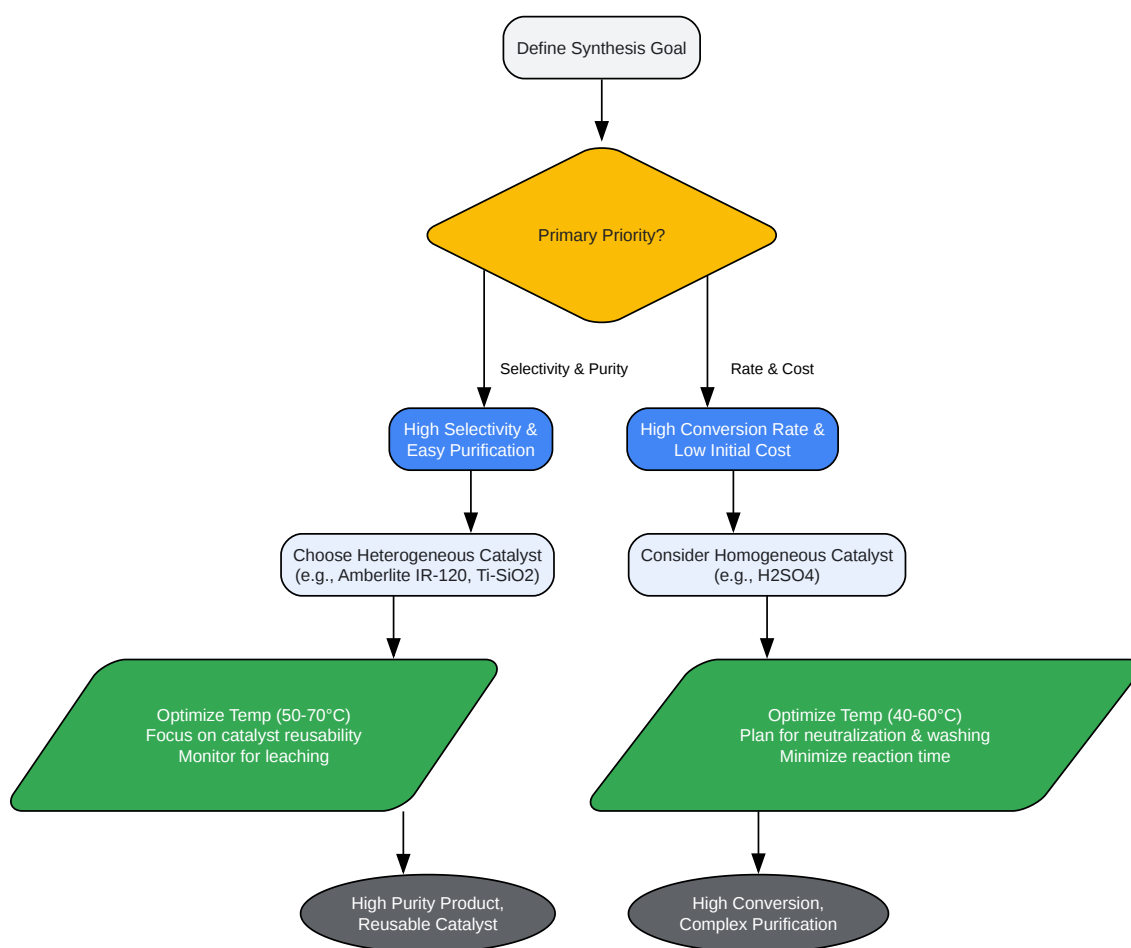 Define Synthesis Goal
Primary Priority?
Selectivity & Purity
Rate & Cost
High Selectivity &
Easy Purification
High Conversion Rate &
Low Initial Cost
Choose Heterogeneous Catalyst
(e.g., Amberlite IR-120, Ti-SiO2)
Consider Homogeneous Catalyst
(e.g., H2SO4)
Optimize Temp (50-70°C)
Focus on catalyst reusability
Monitor for leaching
Optimize Temp (40-60°C)
Plan for neutralization & washing
Minimize reaction time
High Purity Product,
Reusable Catalyst
High Conversion,
Complex Purification